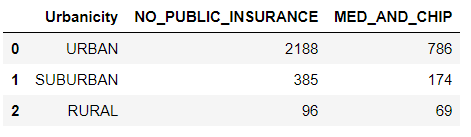 Urbanicity NO_PUBLIC_INSURANCE MED_AND_CHIP
0 URBAN 2188 786
1 SUBURBAN 385 174
2 RURAL 96 69